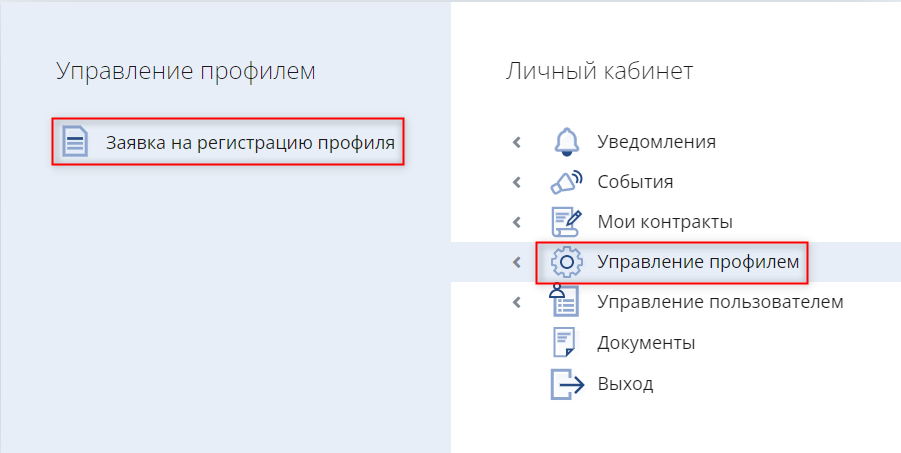 Управление профилем
Заявка на регистрацию профиля
Личный кабинет
Уведомления
События
Мои контракты
Управление профилем
Управление пользователем
Документы
Выход